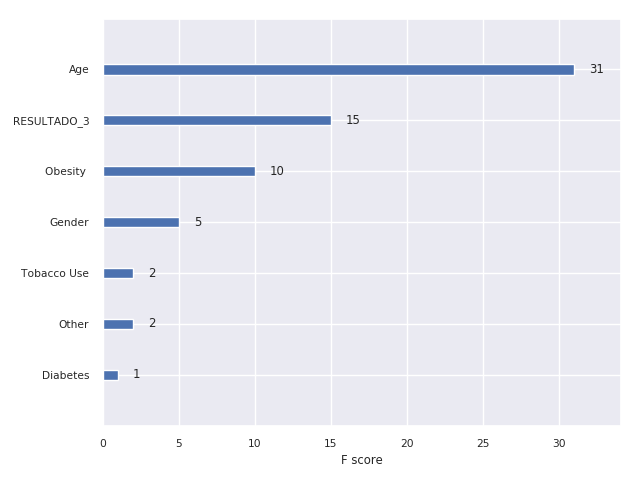 Age 31
RESULTADO_3 15
Obesity 10
Gender 5
Tobacco Use 2
Other 2
Diabetes 1
0 5 10 15 20 25 30
F score